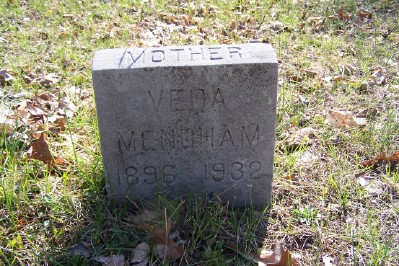 MOTHER
VEDA
MENDHAM
1896 1932